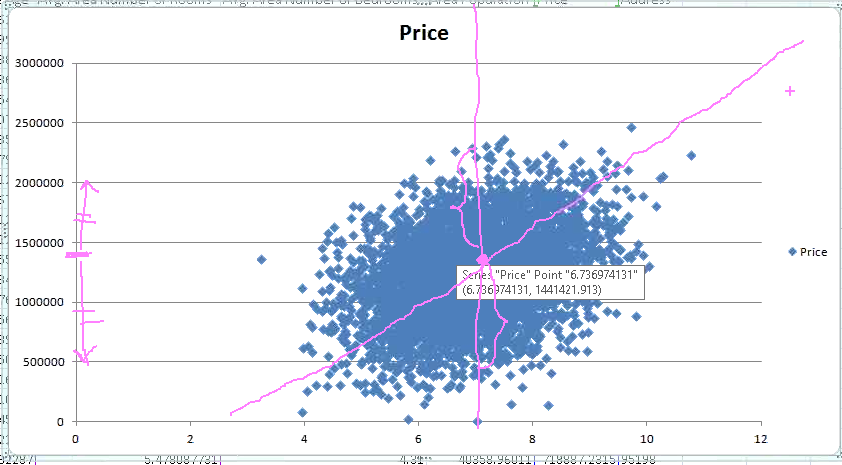 Price
3000000
2500000
2000000
1500000
1000000
500000
0
0 2 4 6 8 10 12
Price
Series "Price" Point "6.736974131"
(6.736974131, 1441421.913)